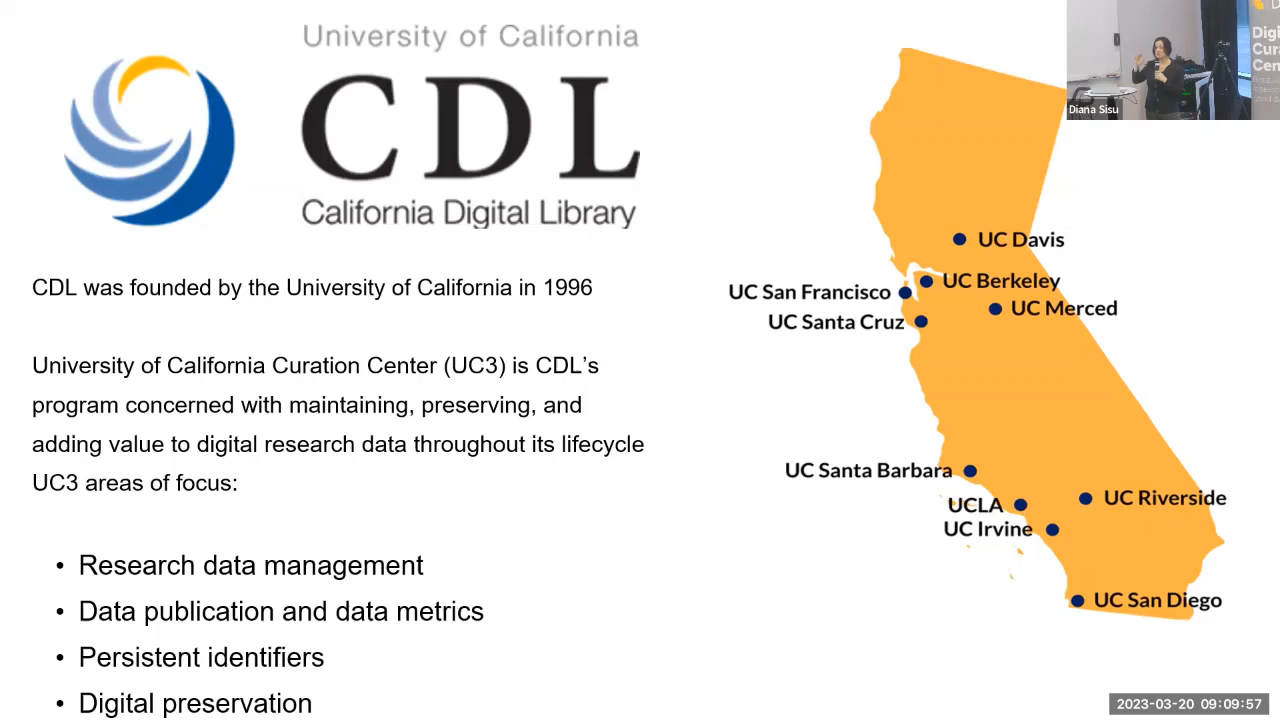 University of California
CDL
California Digital Library
CDL was founded by the University of California in 1996
University of California Curation Center (UC3) is CDL’s
program concerned with maintaining, preserving, and
adding value to digital research data throughout its lifecycle
UC3 areas of focus:
• Research data management
• Data publication and data metrics
• Persistent identifiers
• Digital preservation
UC Davis
UC Berkeley
UC San Francisco
UC Merced
UC Santa Cruz
UC Santa Barbara
UC Riverside
UCLA
UC Irvine
UC San Diego
Diana Sisu
Digi
Cura
Cen
2023-03-20 09:09:57